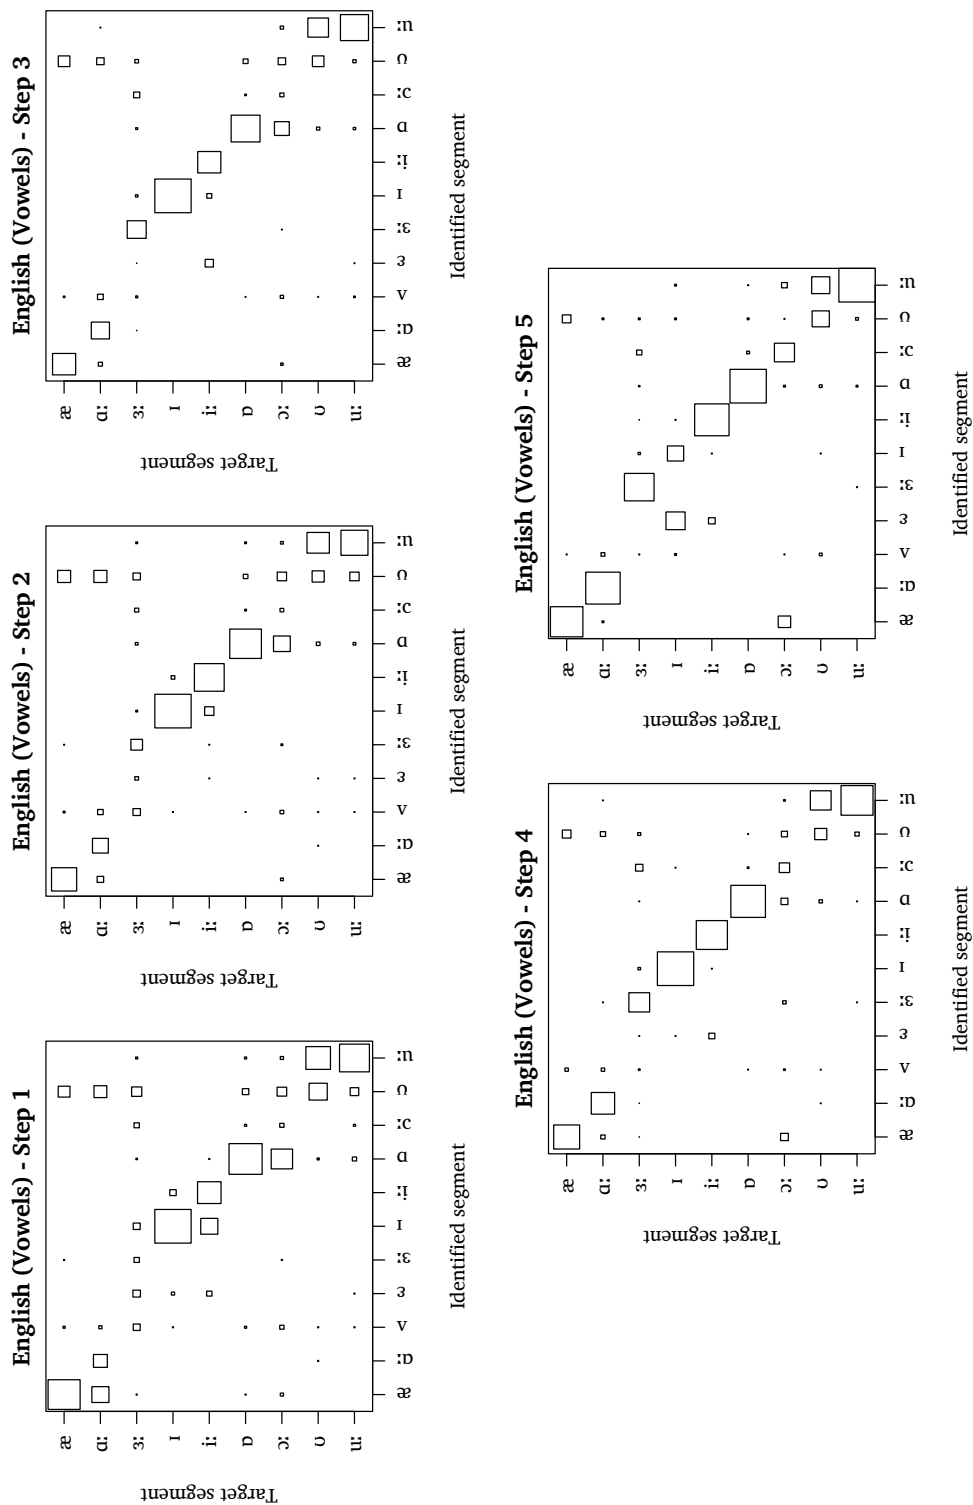 English (Vowels) - Step 1
Target segment
æ
ɑː
ɜː
ɪ
iː
ɒ
ɔː
ʊ
uː
æ ɑː ʌ ɛ ɜː ɪ iː ɒ ɔː ʊ uː
Identified segment
English (Vowels) - Step 2
Target segment
æ
ɑː
ɜː
ɪ
iː
ɒ
ɔː
ʊ
uː
æ ɑː ʌ ɛ ɜː ɪ iː ɒ ɔː ʊ uː
Identified segment
English (Vowels) - Step 3
Target segment
æ
ɑː
ɜː
ɪ
iː
ɒ
ɔː
ʊ
uː
æ ɑː ʌ ɛ ɜː ɪ iː ɒ ɔː ʊ uː
Identified segment
English (Vowels) - Step 4
Target segment
æ
ɑː
ɜː
ɪ
iː
ɒ
ɔː
ʊ
uː
æ ɑː ʌ ɛ ɜː ɪ iː ɒ ɔː ʊ uː
Identified segment
English (Vowels) - Step 5
Target segment
æ
ɑː
ɜː
ɪ
iː
ɒ
ɔː
ʊ
uː
æ ɑː ʌ ɛ ɜː ɪ iː ɒ ɔː ʊ uː
Identified segment